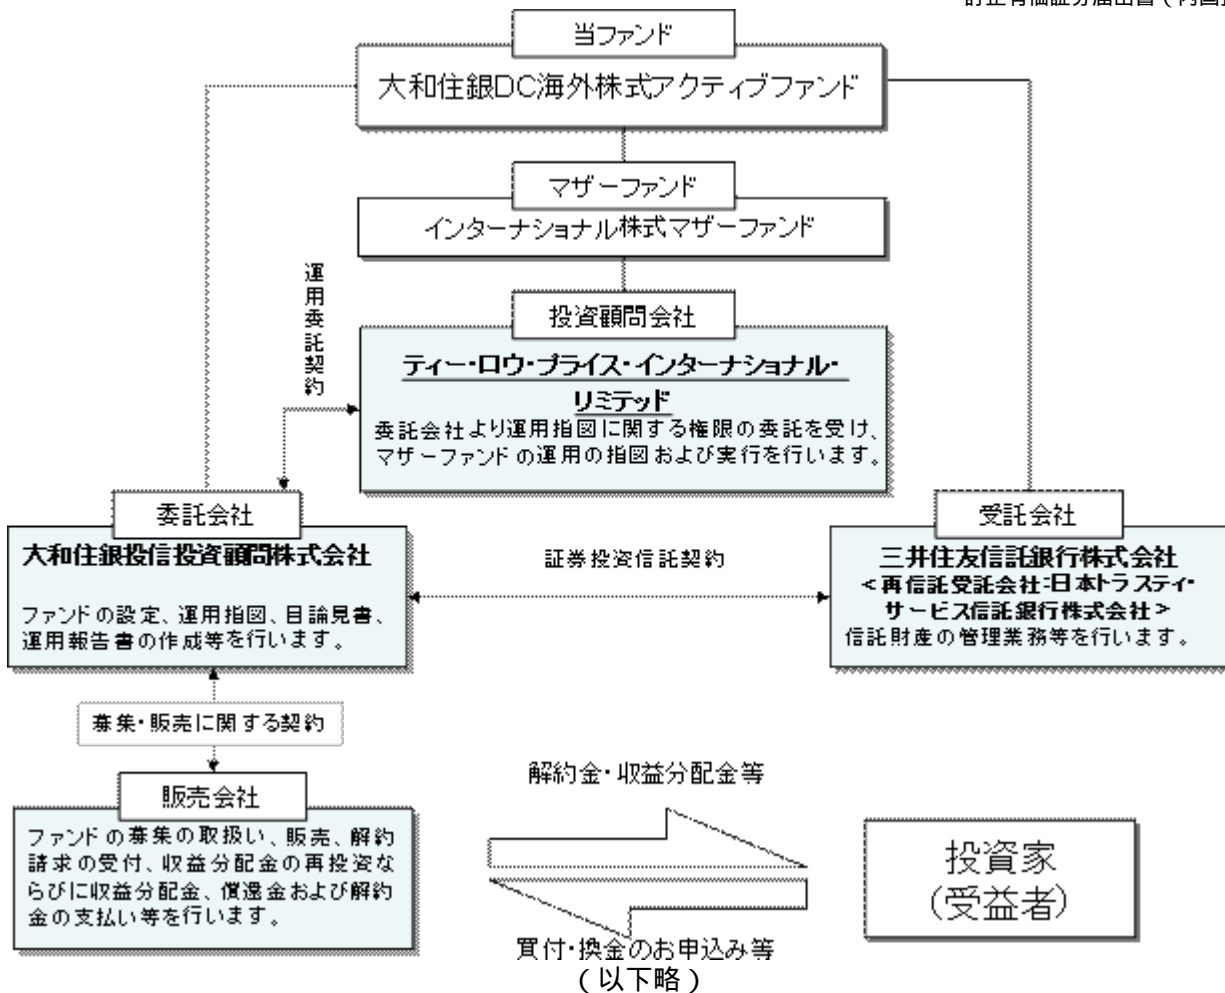 当ファンド
大和住銀DC海外株式アクティブファンド
マザーファンド
インターナショナル株式マザーファンド
運用委託契約
投資顧問会社
ティー・ロウ・プライス・インターナショナル・
リミテッド
委託会社より運用指図に関する権限の委託を受け、
マザーファンドの運用の指図および実行を行います。
委託会社
大和住銀投信投資顧問株式会社
ファンドの設定、運用指図、目論見書、
運用報告書の作成等を行います。
証券投資信託契約
受託会社
三井住友信託銀行株式会社
<再信託受託会社:日本トラスティ・
サービス信託銀行株式会社>
信託財産の管理業務等を行います。
募集・販売に関する契約
販売会社
ファンドの募集の取扱い、販売、解約
請求の受付、収益分配金の再投資な
らびに収益分配金、償還金および解約
金の支払い等を行います。
解約金・収益分配金等
買付・換金のお申込み等
投資家
(受益者)
(以下略)